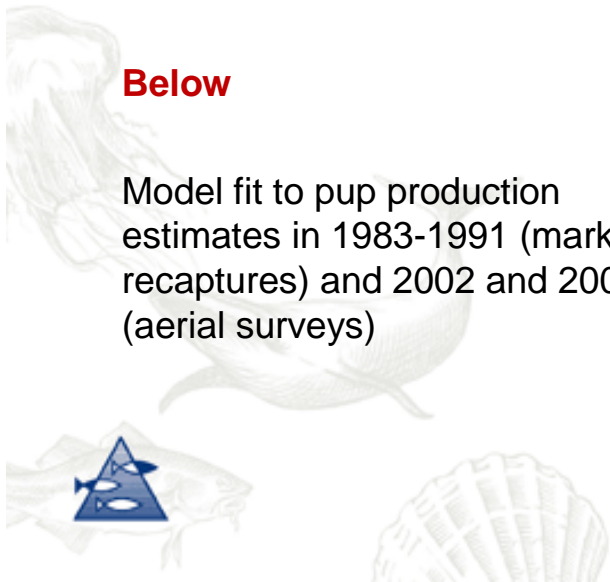 Below
Model fit to pup production
estimates in 1983-1991 (mark
recaptures) and 2002 and 200
(aerial surveys)